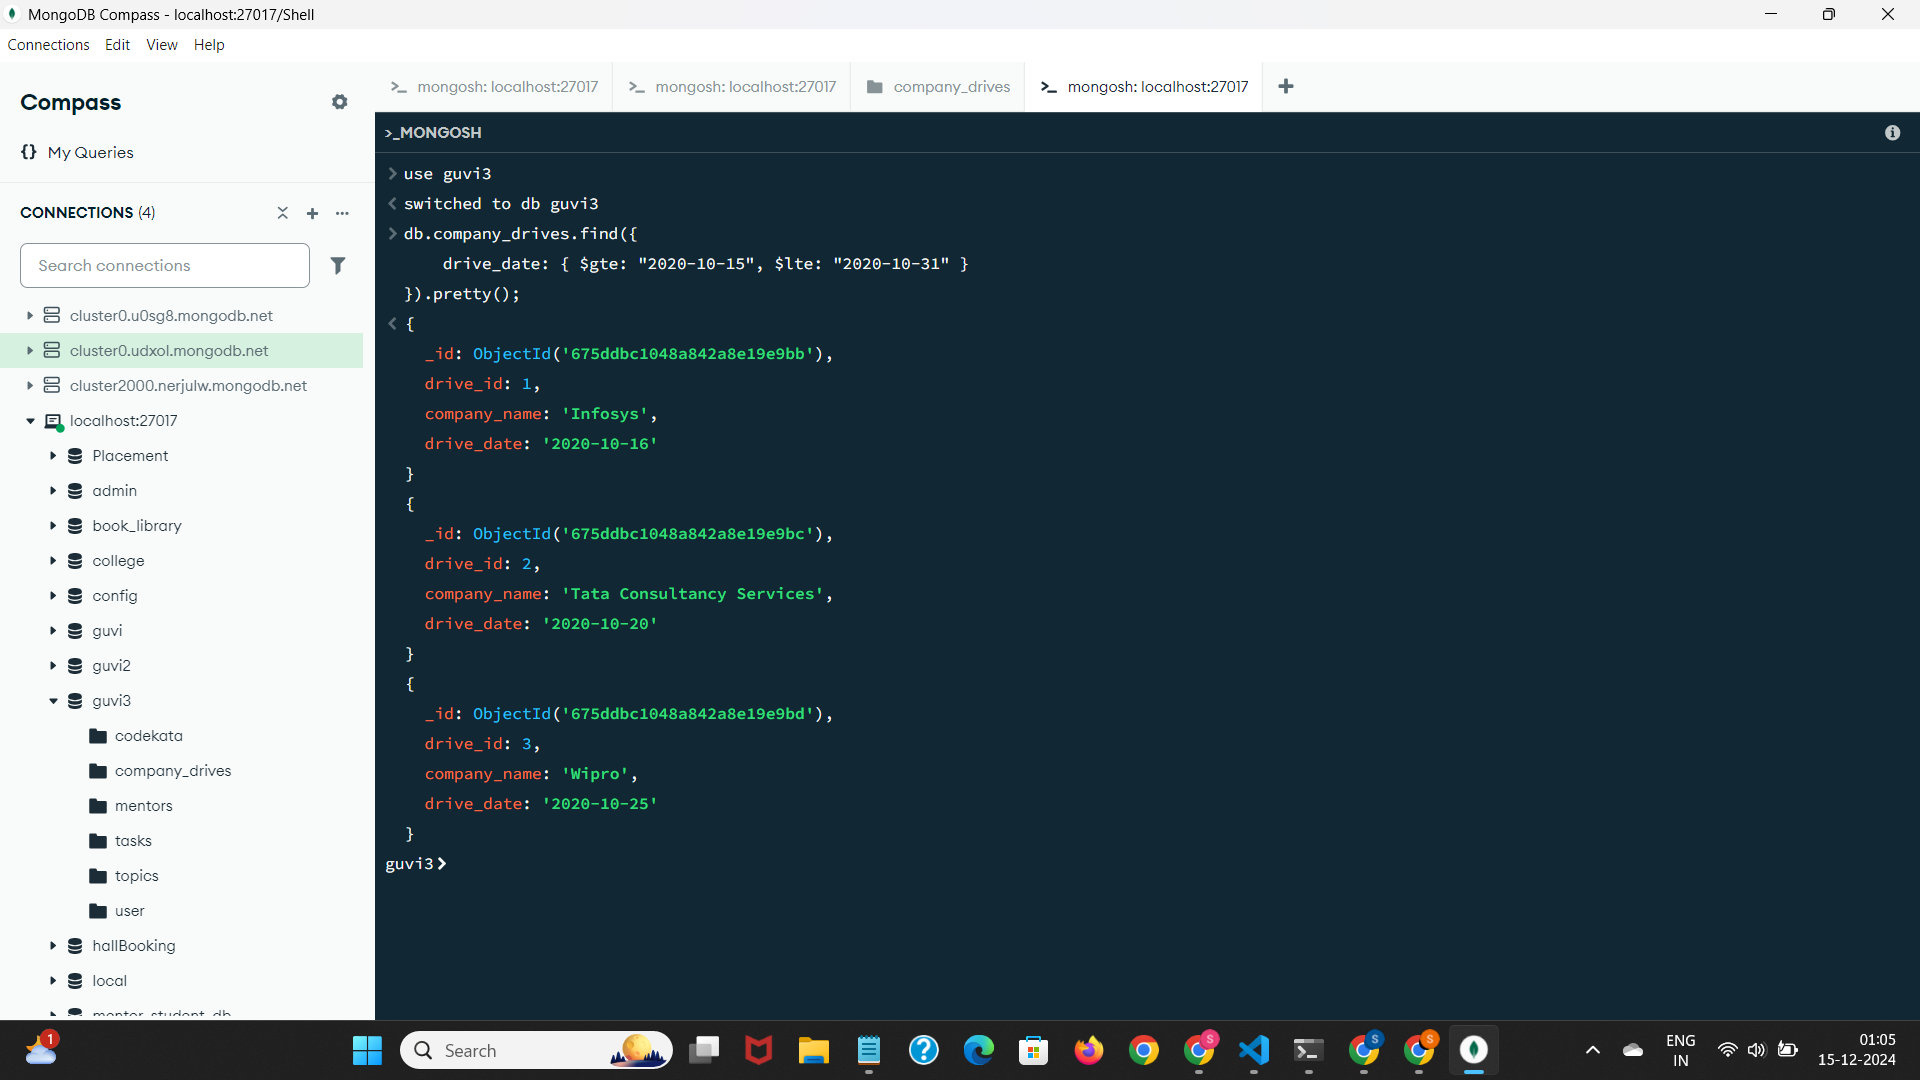 MongoDB Compass - localhost:27017/Shell
Connections Edit View Help
Compass
{} My Queries
CONNECTIONS (4)
Search connections
cluster0.u0sg8.mongodb.net
cluster0.udxol.mongodb.net
cluster2000.nerjulw.mongodb.net
localhost:27017
Placement
admin
book_library
college
config
guvi
guvi2
guvi3
codekata
company_drives
mentors
tasks
topics
user
hallBooking
local
mentor_student_db
>_ mongosh: localhost:27017 >_ mongosh: localhost:27017 company_drives >_ mongosh: localhost:27017
>_MONGOSH
> use guvi3
< switched to db guvi3
> db.company_drives.find({
drive_date: { $gte: "2020-10-15", $lte: "2020-10-31" }
}).pretty();
< {
_id: ObjectId('675ddbc1048a842a8e19e9bb'),
drive_id: 1,
company_name: 'Infosys',
drive_date: '2020-10-16'
}
{
_id: ObjectId('675ddbc1048a842a8e19e9bc'),
drive_id: 2,
company_name: 'Tata Consultancy Services',
drive_date: '2020-10-20'
}
{
_id: ObjectId('675ddbc1048a842a8e19e9bd'),
drive_id: 3,
company_name: 'Wipro',
drive_date: '2020-10-25'
}
guvi3>
1
Search
S
S
S
ENG
IN
01:05
15-12-2024